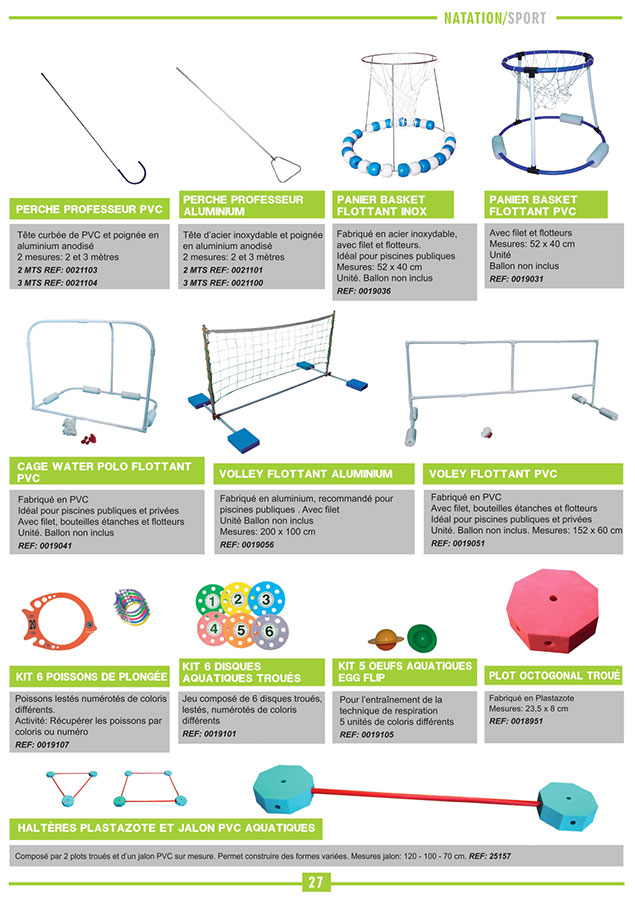 NATATION/SPORT
PERCHE PROFESSEUR PVC
Tête curbée de PVC et poignée en
aluminium anodisé
2 mesures: 2 et 3 mètres
2 MTS REF: 0021103
3 MTS REF: 0021104
PERCHE PROFESSEUR
ALUMINIUM
Tête d'acier inoxydable et poignée
en aluminium anodisé
2 mesures: 2 et 3 mètres
2 MTS REF: 0021101
3 MTS REF: 0021100
PANIER BASKET
FLOTTANT INOX
Fabriqué en acier inoxydable,
avec filet et flotteurs.
Idéal pour piscines publiques
Mesures: 52 x 40 cm
Unité. Ballon non inclus
REF: 0019036
PANIER BASKET
FLOTTANT PVC
Avec filet et flotteurs
Mesures: 52 x 40 cm
Unité
Ballon non inclus
REF: 0019031
CAGE WATER POLO FLOTTANT
PVC
Fabriqué en PVC
Idéal pour piscines publiques et privées
Avec filet, bouteilles étanches et flotteurs
Unité. Ballon non inclus
REF: 0019041
VOLLEY FLOTTANT ALUMINIUM
Fabriqué en aluminium, recommandé pour
piscines publiques . Avec filet
Unité Ballon non inclus
Mesures: 200 x 100 cm
REF: 0019056
VOLEY FLOTTANT PVC
Fabriqué en PVC
Avec filet, bouteilles étanches et flotteurs
Idéal pour piscines publiques et privées
Unité. Ballon non inclus. Mesures: 152 x 60 cm
REF: 0019051
20
1 2 3
4 5 6
KIT 6 POISSONS DE PLONGÉE
Poissons lestés numérotés de coloris
différents.
Activité: Récupérer les poissons par
coloris ou numéro
REF: 0019107
KIT 6 DISQUES
AQUATIQUES TROUÉS
Jeu composé de 6 disques troués,
lestés, numérotés de coloris
différents
REF: 0019101
KIT 5 OEUFS AQUATIQUES
EGG FLIP
Pour l'entraînement de la
technique de respiration
5 unités de coloris différents
REF: 0019105
PLOT OCTOGONAL TROUÉ
Fabriqué en Plastazote
Mesures: 23,5 x 8 cm
REF: 0018951
HALTÈRES PLASTAZOTE ET JALON PVC AQUATIQUES
Composé par 2 plots troués et d'un jalon PVC sur mesure. Permet construire des formes variées. Mesures jalon: 120 - 100 - 70 cm. REF: 25157
27